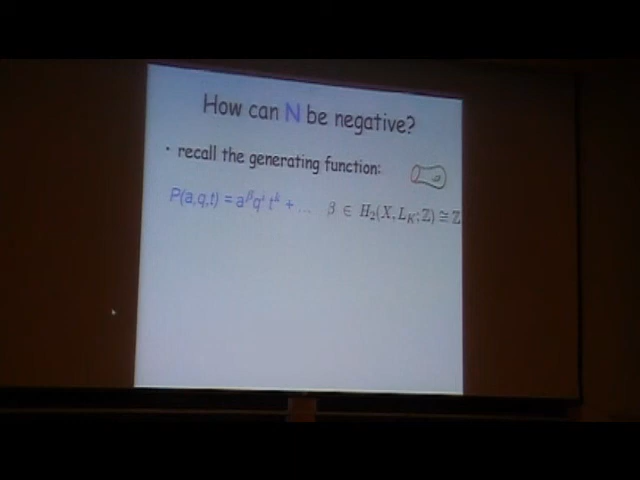 How can N be negative?
• recall the generating function:
P(a,q,t) = a^β q^i t^k + ... β ∈ H₂(X, L_K; ℤ) ≅ ℤ